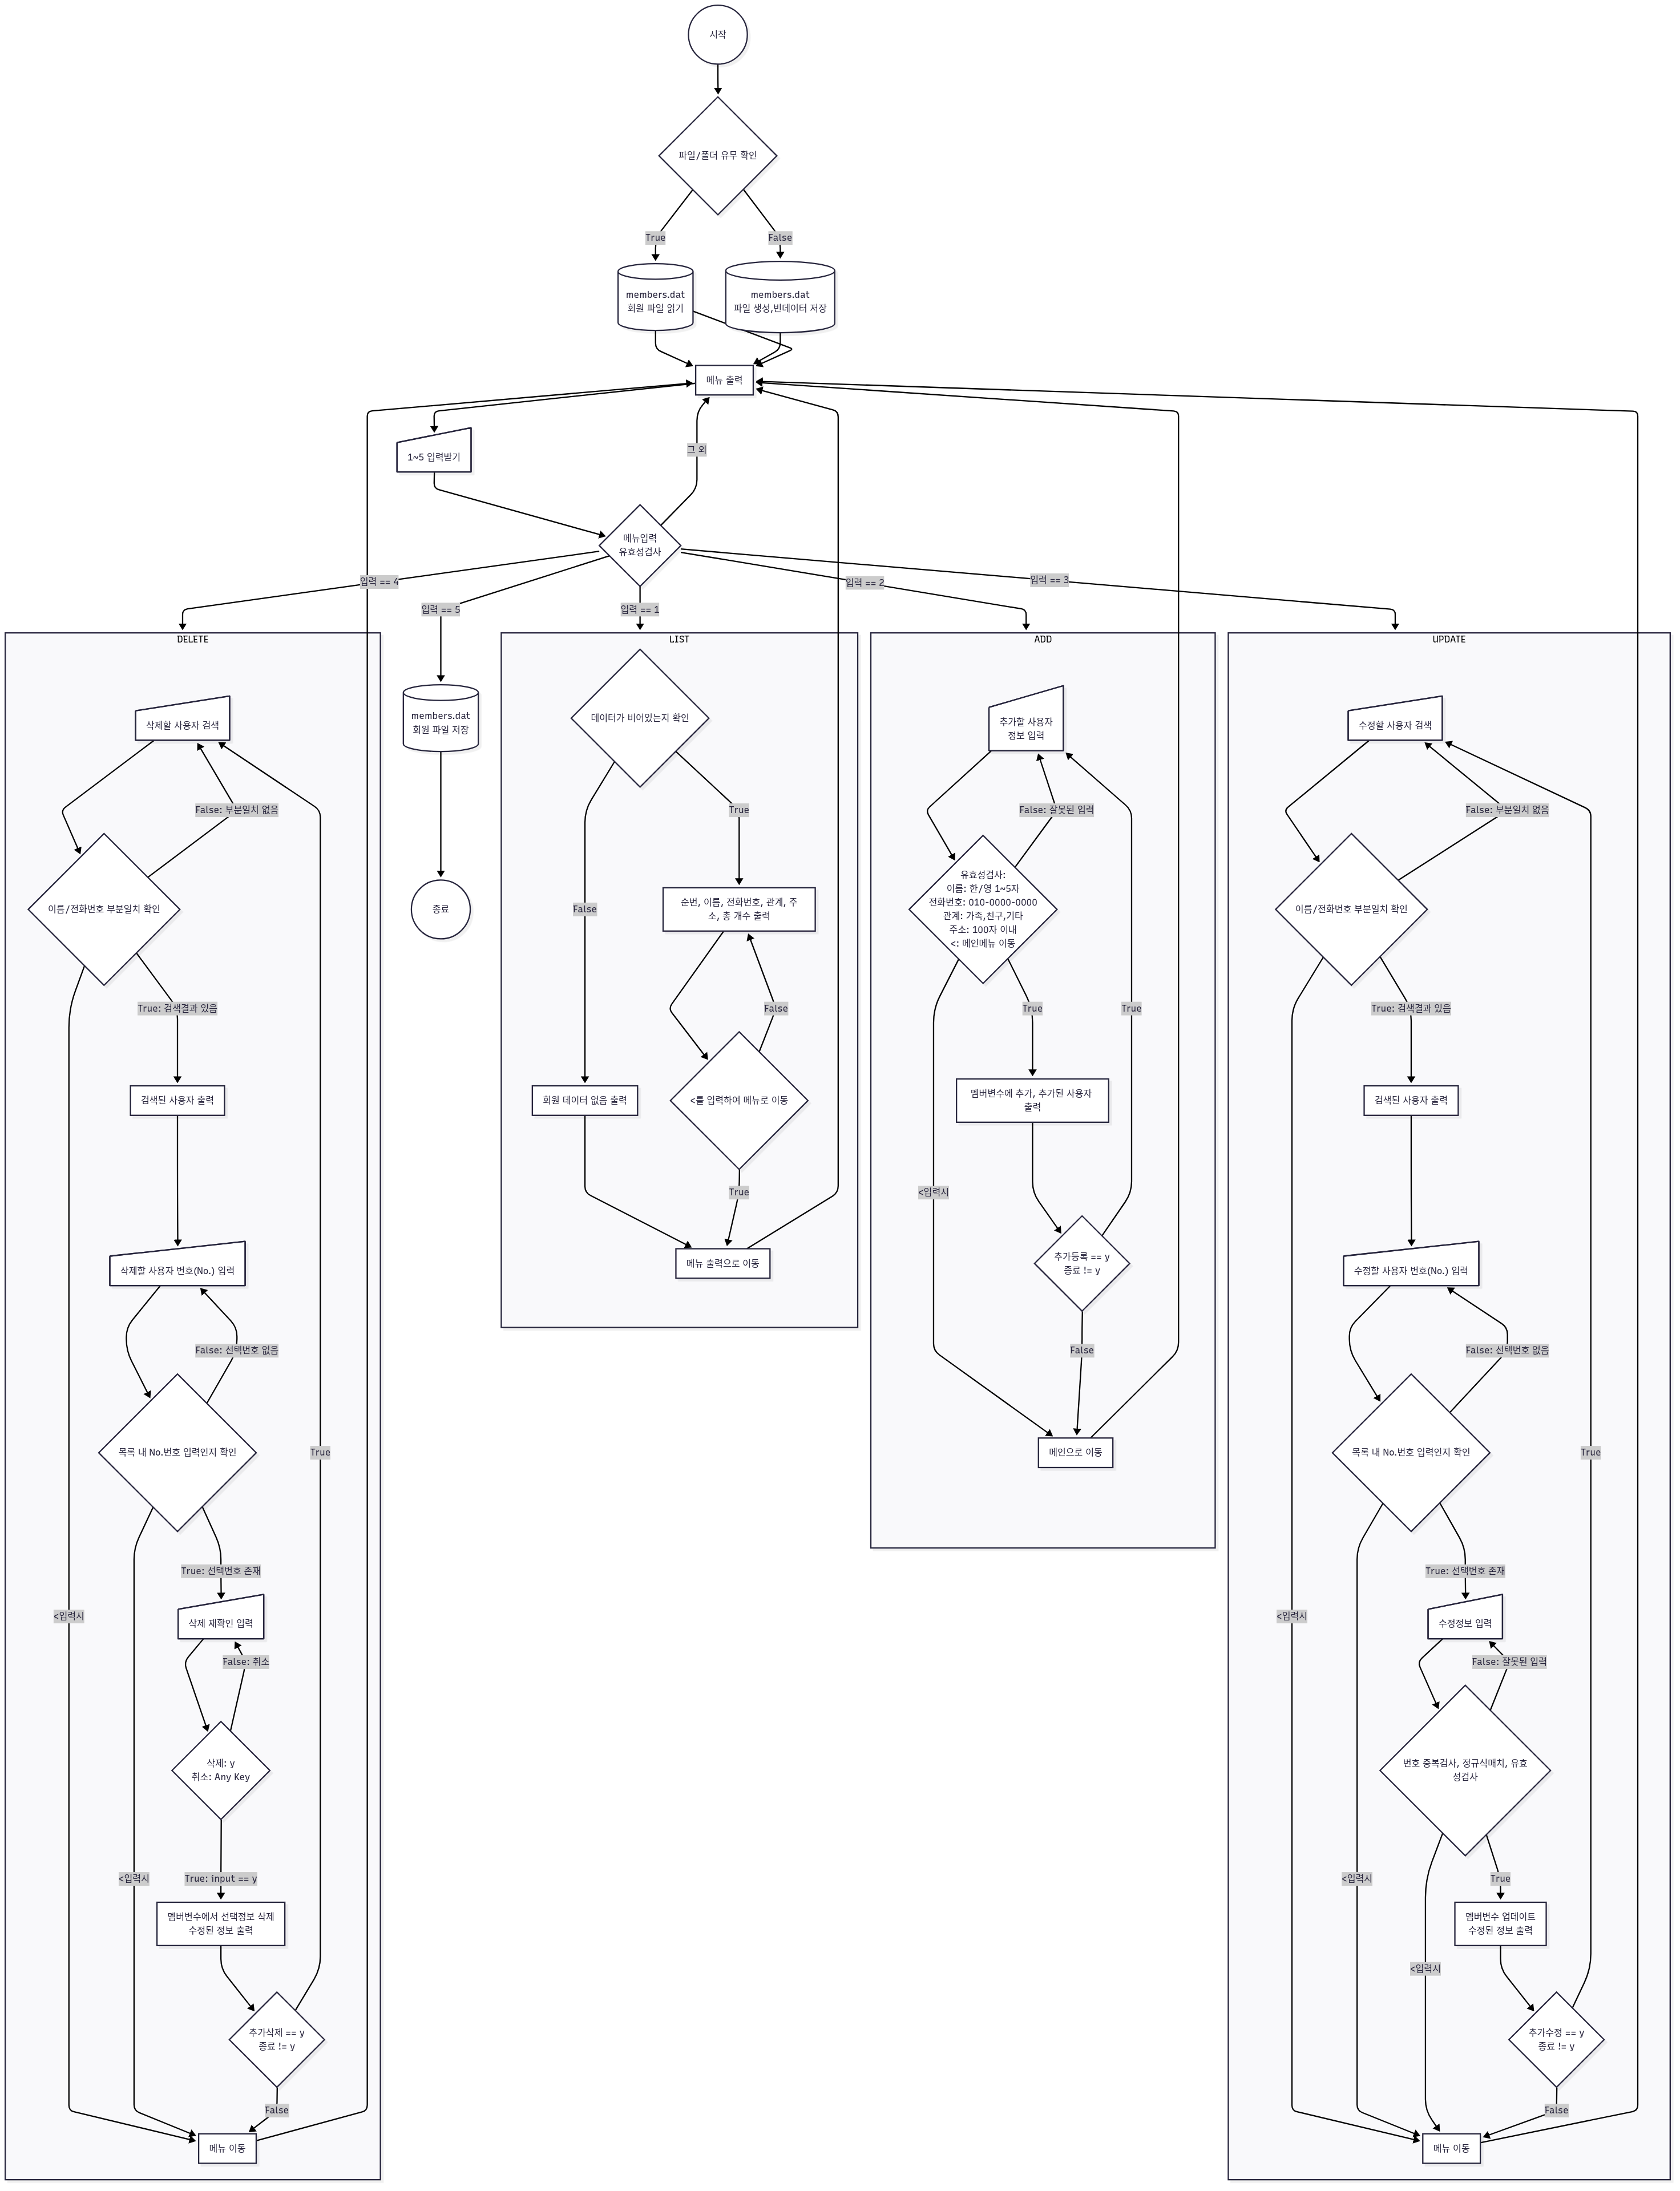 시작
파일/폴더 유무 확인
True
False
members.dat
회원 파일 읽기
members.dat
파일 생성,빈데이터 저장
메뉴 출력
1~5 입력받기
그 외
메뉴입력
유효성검사
입력 == 4
입력 == 5
입력 == 1
입력 == 2
입력 == 3
DELETE
삭제할 사용자 검색
False: 부분일치 없음
이름/전화번호 부분일치 확인
True: 검색결과 있음
검색된 사용자 출력
삭제할 사용자 번호(No.) 입력
False: 선택번호 없음
목록 내 No.번호 입력인지 확인
True
True: 선택번호 존재
<입력시
삭제 재확인 입력
False: 취소
삭제: y
취소: Any Key
<입력시
True: input == y
멤버변수에서 선택정보 삭제
수정된 정보 출력
추가삭제 == y
종료 != y
False
메뉴 이동
members.dat
회원 파일 저장
종료
LIST
데이터가 비어있는지 확인
True
False
순번, 이름, 전화번호, 관계, 주
소, 총 개수 출력
False
회원 데이터 없음 출력
<를 입력하여 메뉴로 이동
True
메뉴 출력으로 이동
ADD
추가할 사용자
정보 입력
False: 잘못된 입력
유효성검사:
이름: 한/영 1~5자
전화번호: 010-0000-0000
관계: 가족,친구,기타
주소: 100자 이내
<: 메인메뉴 이동
True
True
멤버변수에 추가, 추가된 사용자
출력
<입력시
추가등록 == y
종료 != y
False
메인으로 이동
UPDATE
수정할 사용자 검색
False: 부분일치 없음
이름/전화번호 부분일치 확인
True: 검색결과 있음
검색된 사용자 출력
수정할 사용자 번호(No.) 입력
False: 선택번호 없음
목록 내 No.번호 입력인지 확인
True
True: 선택번호 존재
<입력시
수정정보 입력
False: 잘못된 입력
번호 중복검사, 정규식매치, 유효
성검사
<입력시
True
멤버변수 업데이트
수정된 정보 출력
<입력시
추가수정 == y
종료 != y
False
메뉴 이동